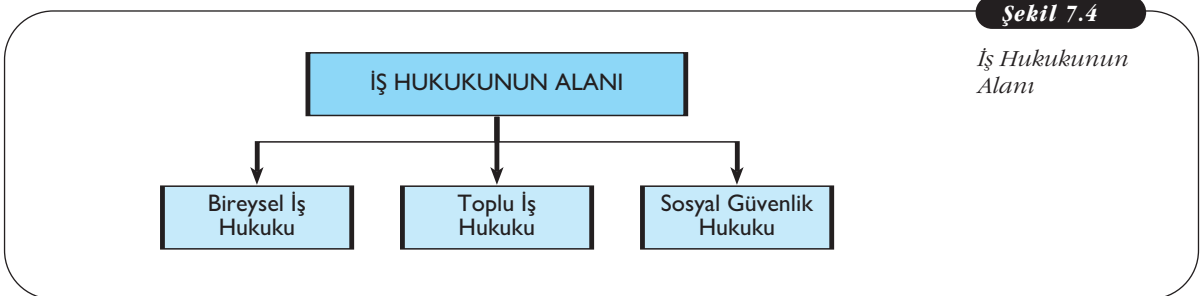 Şekil 7.4
İş Hukukunun
Alanı
İŞ HUKUKUNUN ALANI
Bireysel İş
Hukuku
Toplu İş
Hukuku
Sosyal Güvenlik
Hukuku